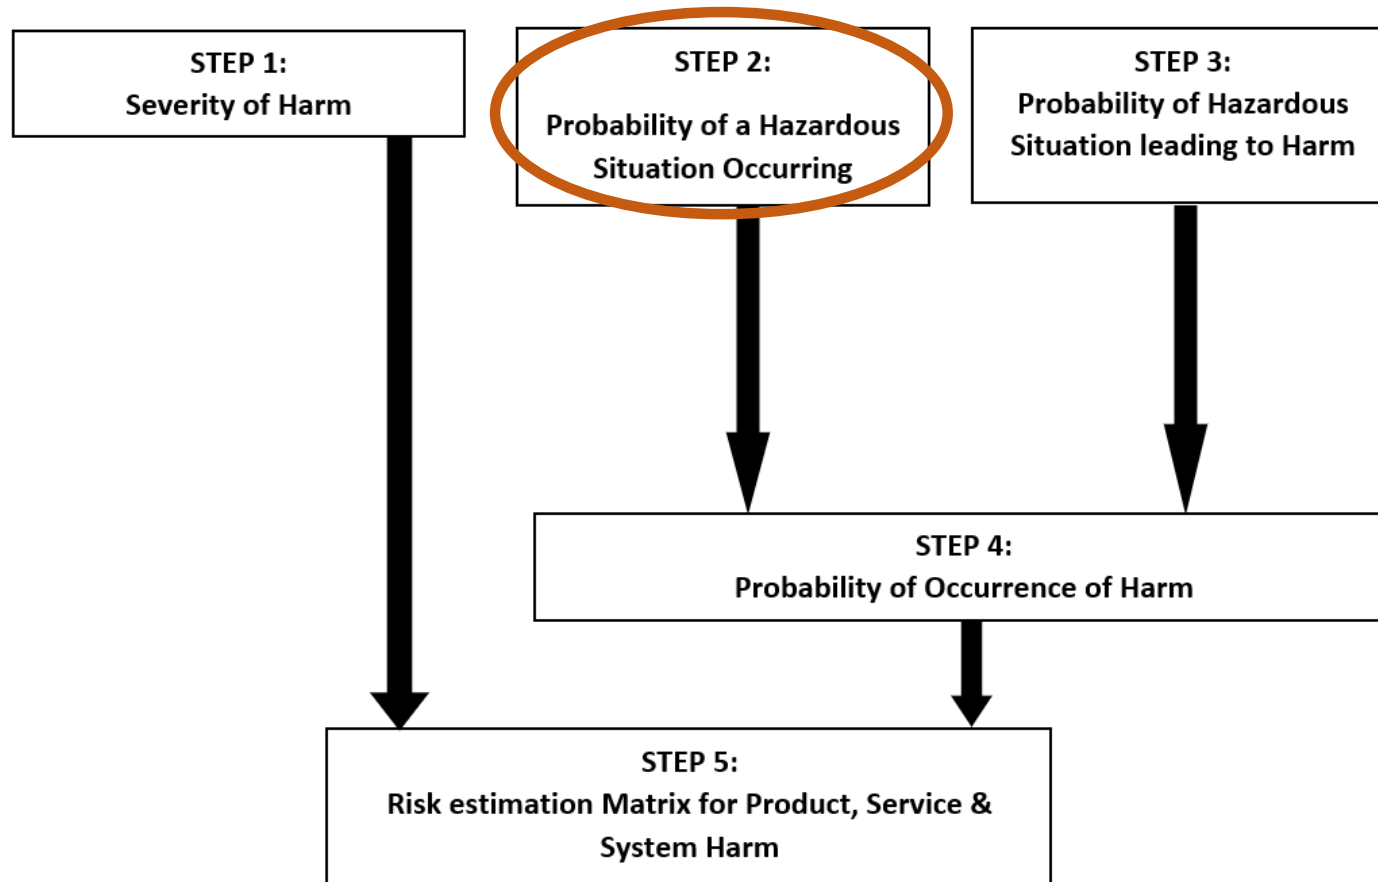 STEP 1:
Severity of Harm
STEP 2:
Probability of a Hazardous
Situation Occurring
STEP 3:
Probability of Hazardous
Situation leading to Harm
STEP 4:
Probability of Occurrence of Harm
STEP 5:
Risk estimation Matrix for Product, Service &
System Harm